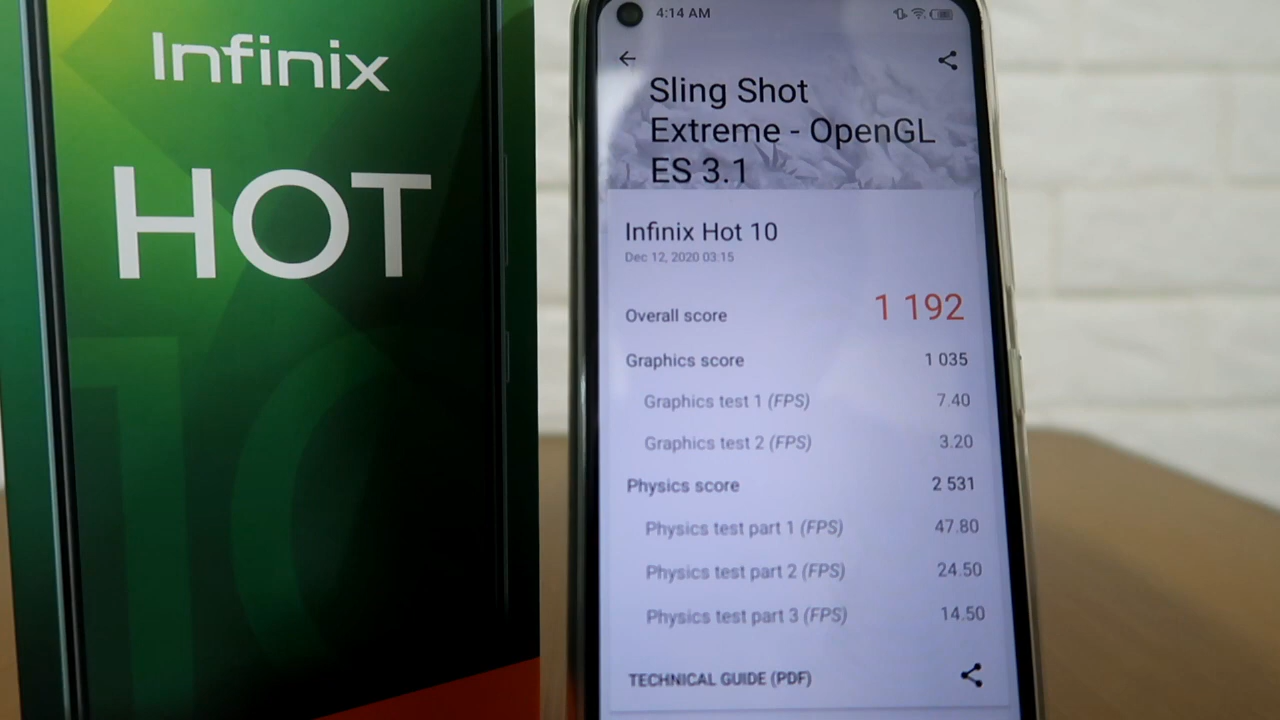 Infinix
HOT
10
4:14 AM
Sling Shot
Extreme - OpenGL
ES 3.1
Infinix Hot 10
Dec 12, 2020 03:15
Overall score 1 192
Graphics score 1 035
Graphics test 1 (FPS) 7.40
Graphics test 2 (FPS) 3.20
Physics score 2 531
Physics test part 1 (FPS) 47.80
Physics test part 2 (FPS) 24.50
Physics test part 3 (FPS) 14.50
TECHNICAL GUIDE (PDF)